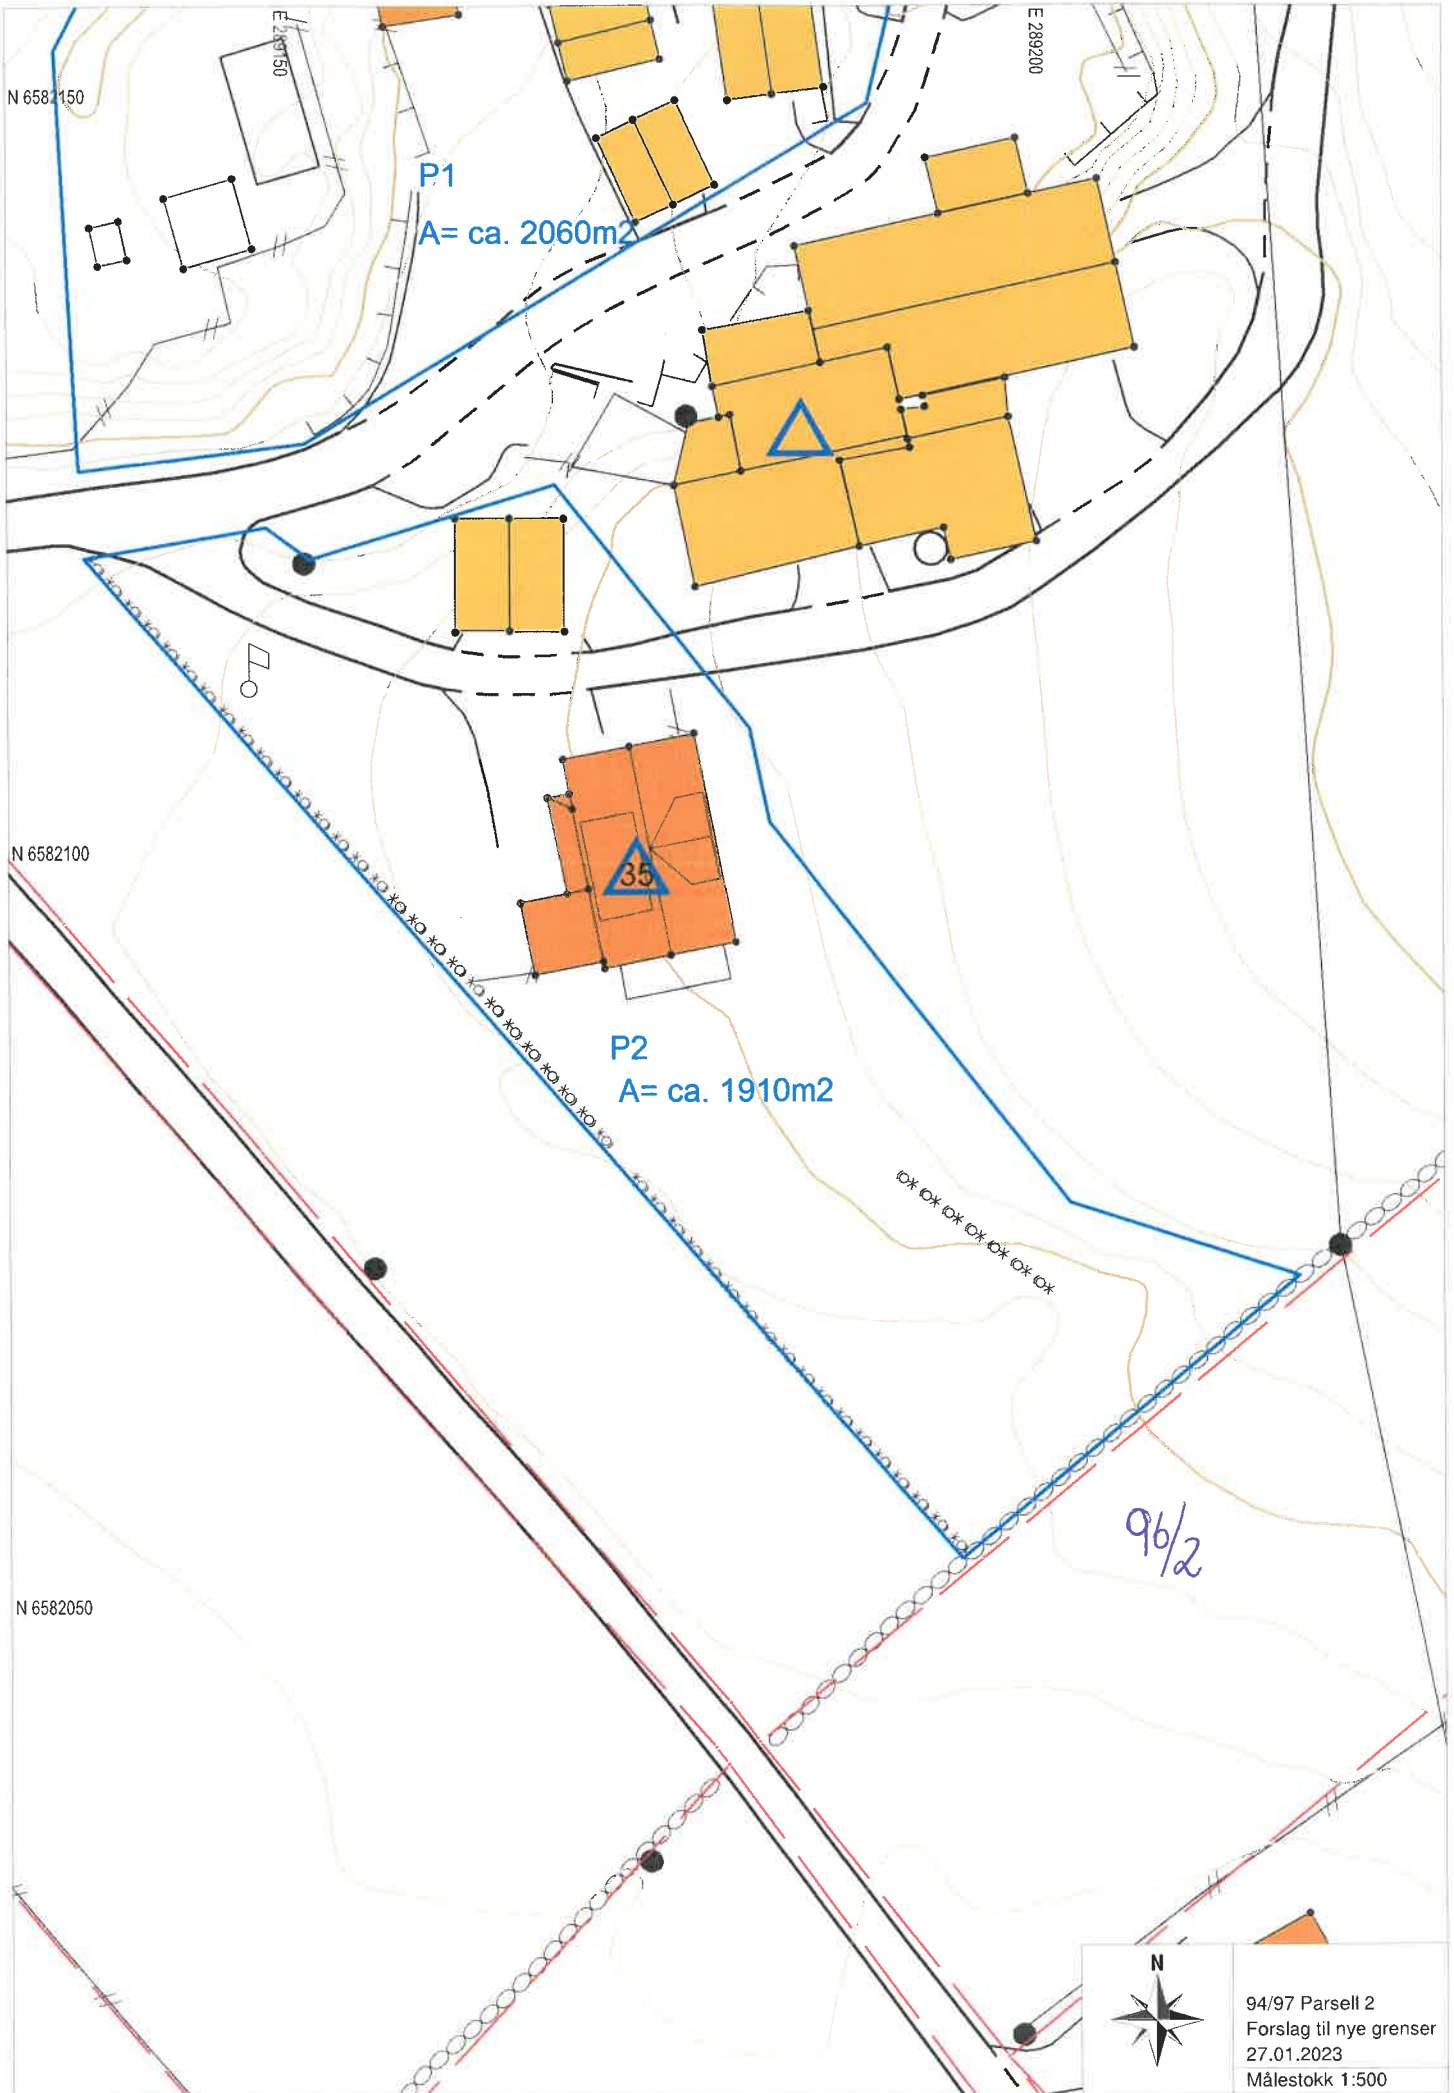 E 289150
E 289200
N 6582150
P1
A= ca. 2060m2
N 6582100
35
P2
A= ca. 1910m2
96/2
N 6582050
N
94/97 Parsell 2
Forslag til nye grenser
27.01.2023
Målestokk 1:500